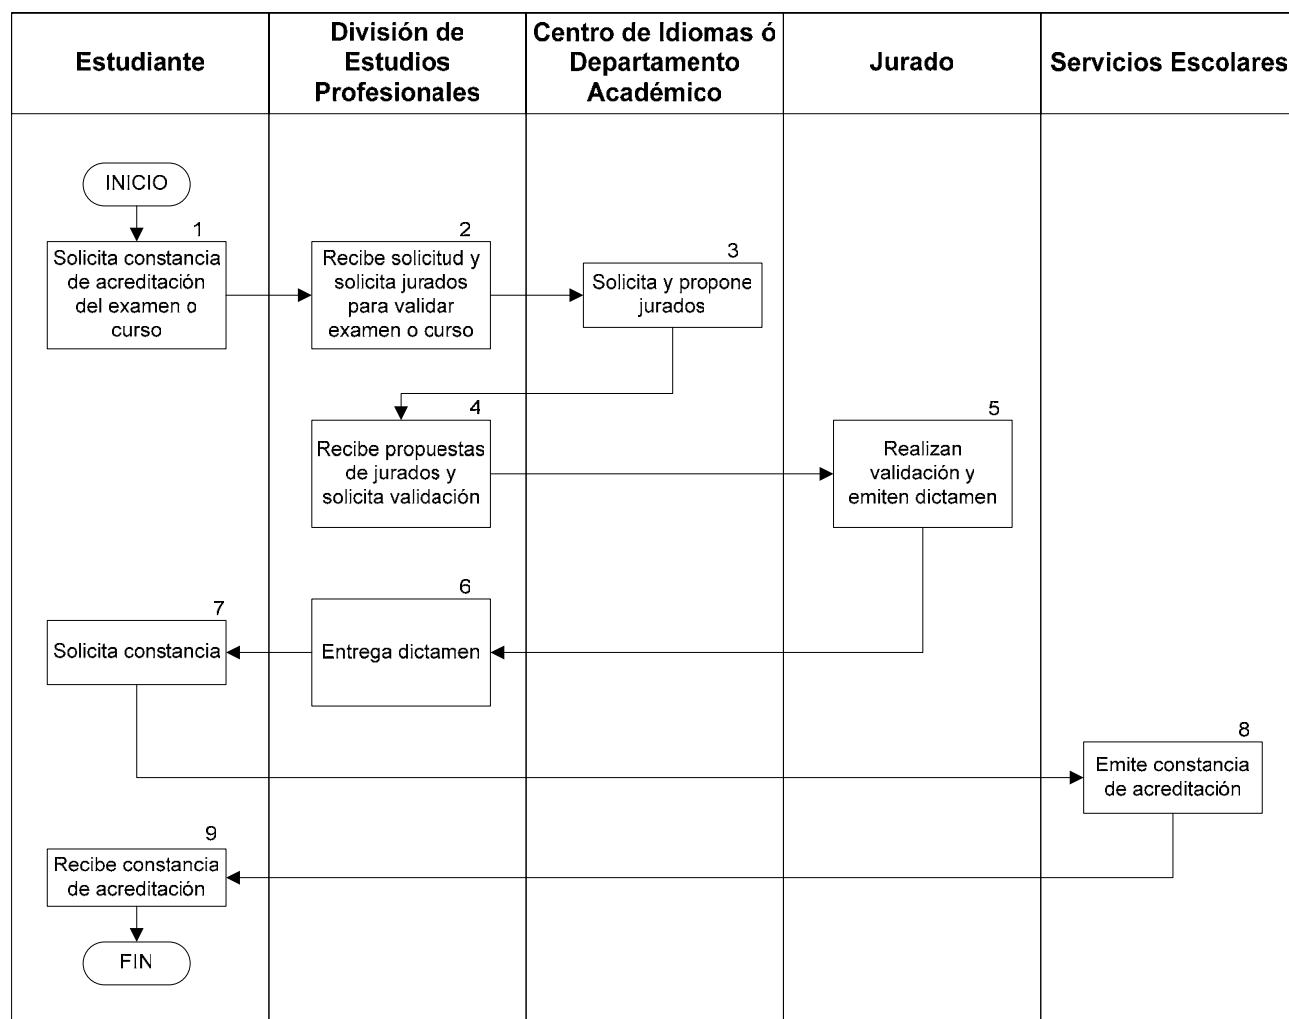 Estudiante
División de
Estudios
Profesionales
Centro de Idiomas ó
Departamento
Académico
Jurado
Servicios Escolares
INICIO
1
Solicita constancia
de acreditación
del examen o
curso
2
Recibe solicitud y
solicita jurados
para validar
examen o curso
3
Solicita y propone
jurados
4
Recibe propuestas
de jurados y
solicita validación
5
Realizan
validación y
emiten dictamen
6
Entrega dictamen
7
Solicita constancia
8
Emite constancia
de acreditación
9
Recibe constancia
de acreditación
FIN